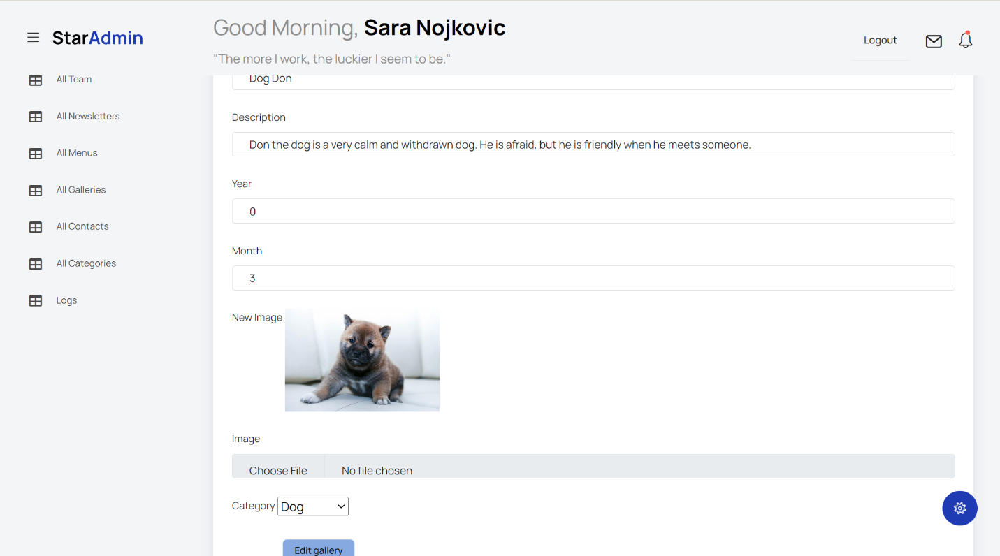 Good Morning, Sara Nojkovic
StarAdmin
Logout
"The more I work, the luckier I seem to be."
All Team
All Newsletters
All Menus
All Galleries
All Contacts
All Categories
Logs
Dog Don
Description
Don the dog is a very calm and withdrawn dog. He is afraid, but he is friendly when he meets someone.
Year
0
Month
3
New Image
Image
Choose File No file chosen
Category Dog
Edit gallery